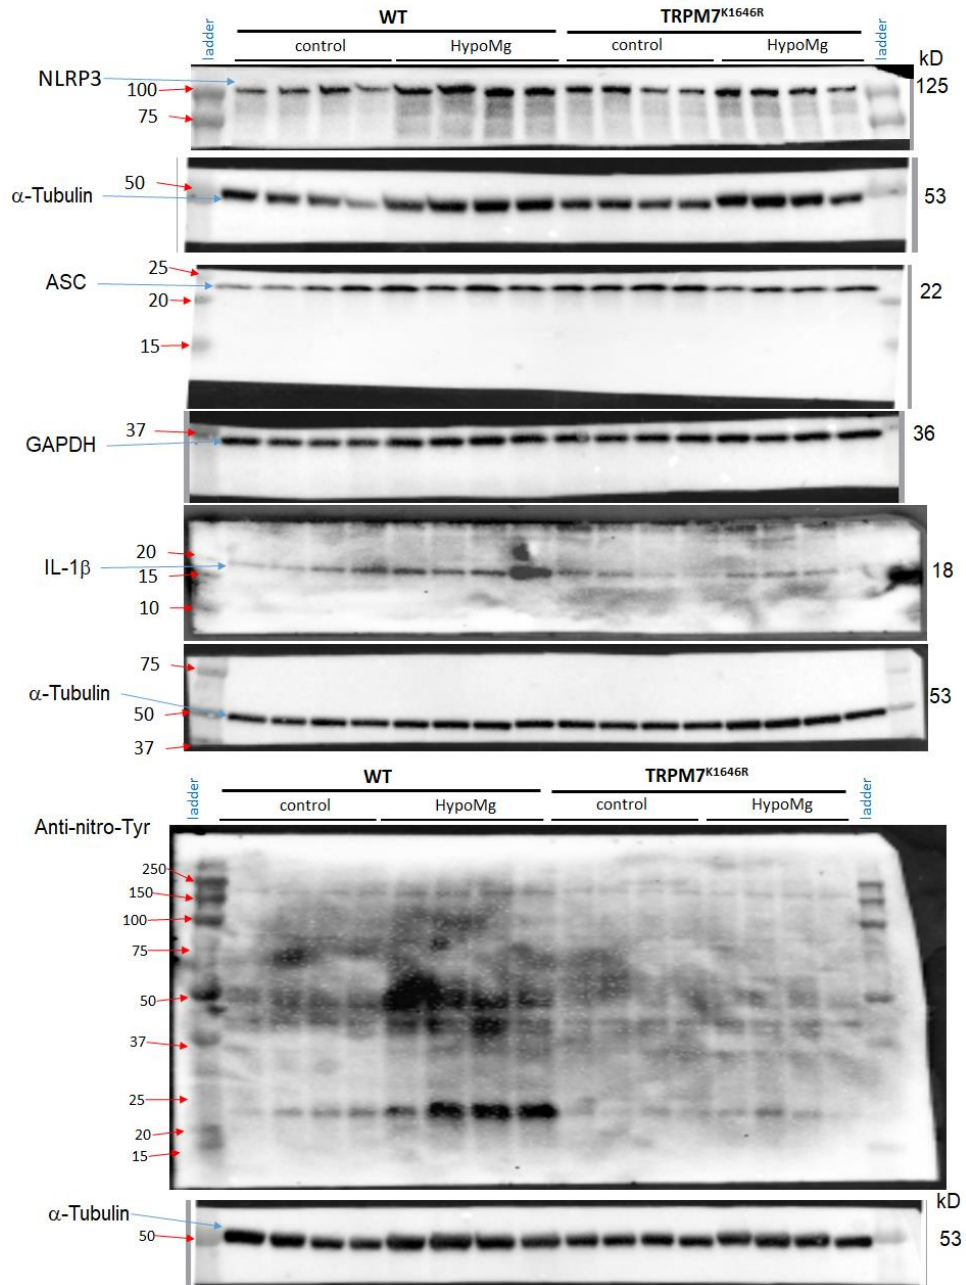 WT TRPM7K1646R
ladder control HypoMg control HypoMg ladder
kD
NLRP3
100
75
125
50
α-Tubulin
53
25
ASC
20
15
22
37
GAPDH
36
20
IL-1β
15
10
18
75
α-Tubulin
50
37
53
WT TRPM7K1646R
ladder control HypoMg control HypoMg ladder
Anti-nitro-Tyr
250
150
100
75
50
37
25
20
15
kD
α-Tubulin
50
53